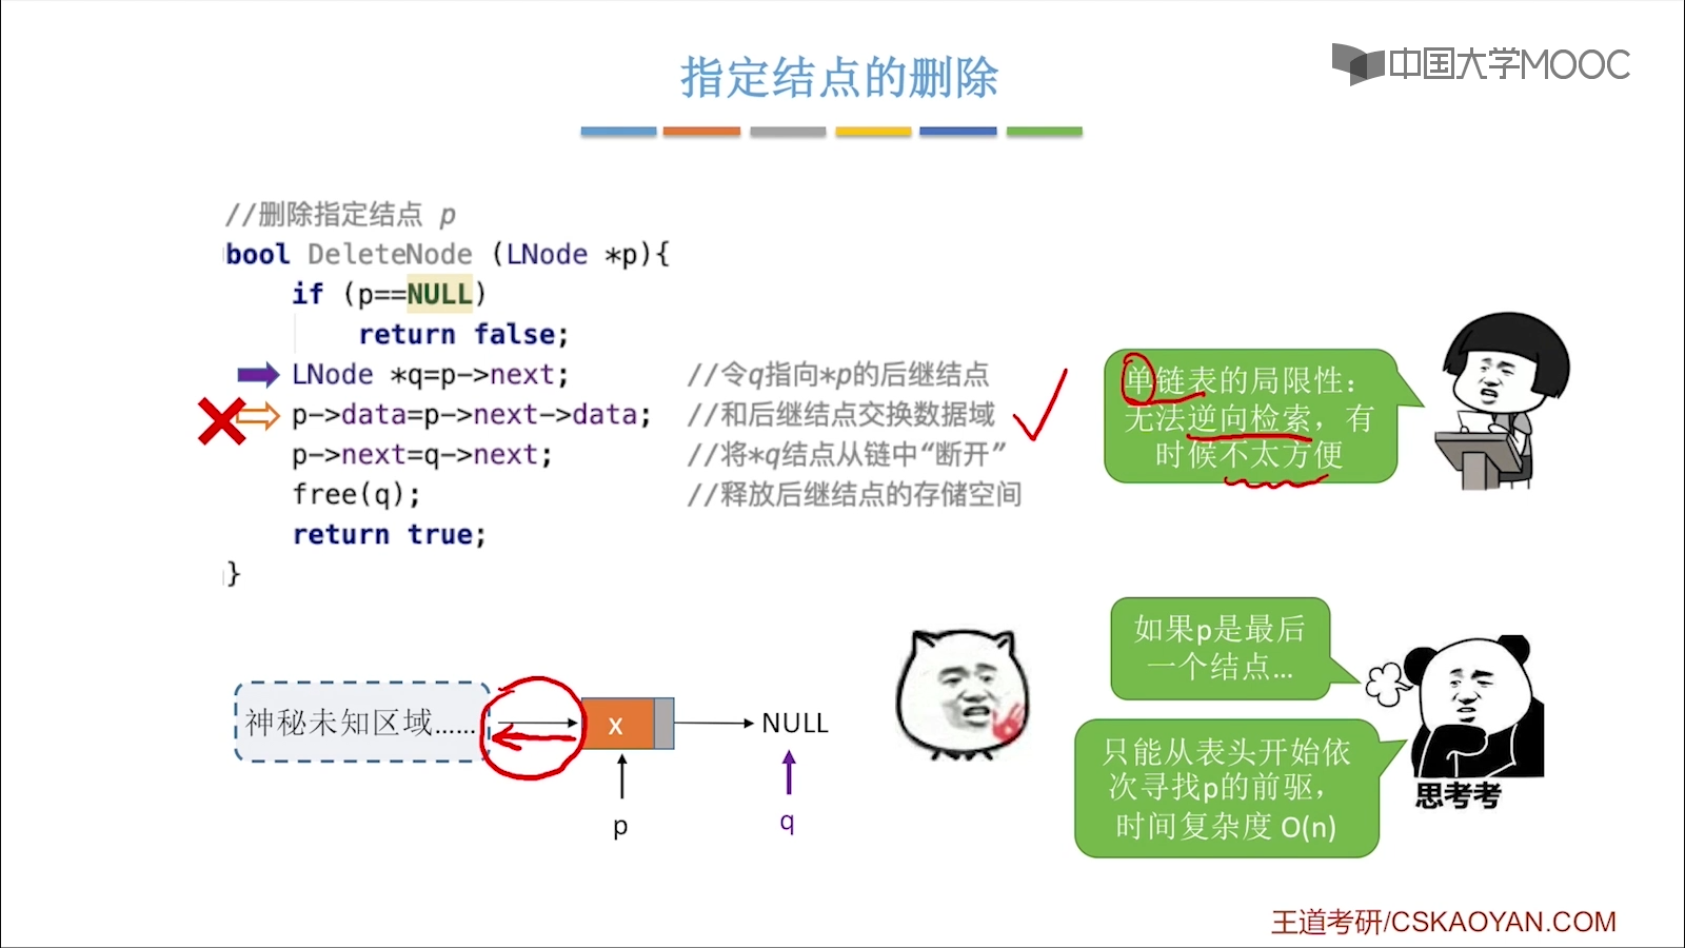 指定结点的删除
中国大学MOOC
//删除指定结点 p
bool DeleteNode (LNode *p){
if (p==NULL)
return false;
LNode *q=p->next; //令q指向*p的后继结点
p->data=p->next->data; //和后继结点交换数据域
p->next=q->next; //将*q结点从链中“断开”
free(q); //释放后继结点的存储空间
return true;
}
单链表的局限性：
无法逆向检索，有
时候不太方便
如果p是最后
一个结点...
只能从表头开始依
次寻找p的前驱，
时间复杂度 O(n)
思考考
神秘未知区域......
x
NULL
p
q
王道考研/CSKAOYAN.COM